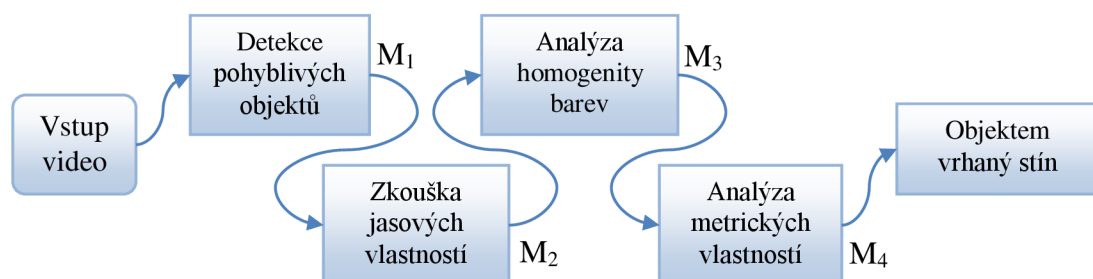 Vstup
video
Detekce
pohyblivých
objektů
M1
Zkouška
jasových
vlastností
M2
Analýza
homogenity
barev
M3
Analýza
metrických
vlastností
M4
Objektem
vrhaný stín